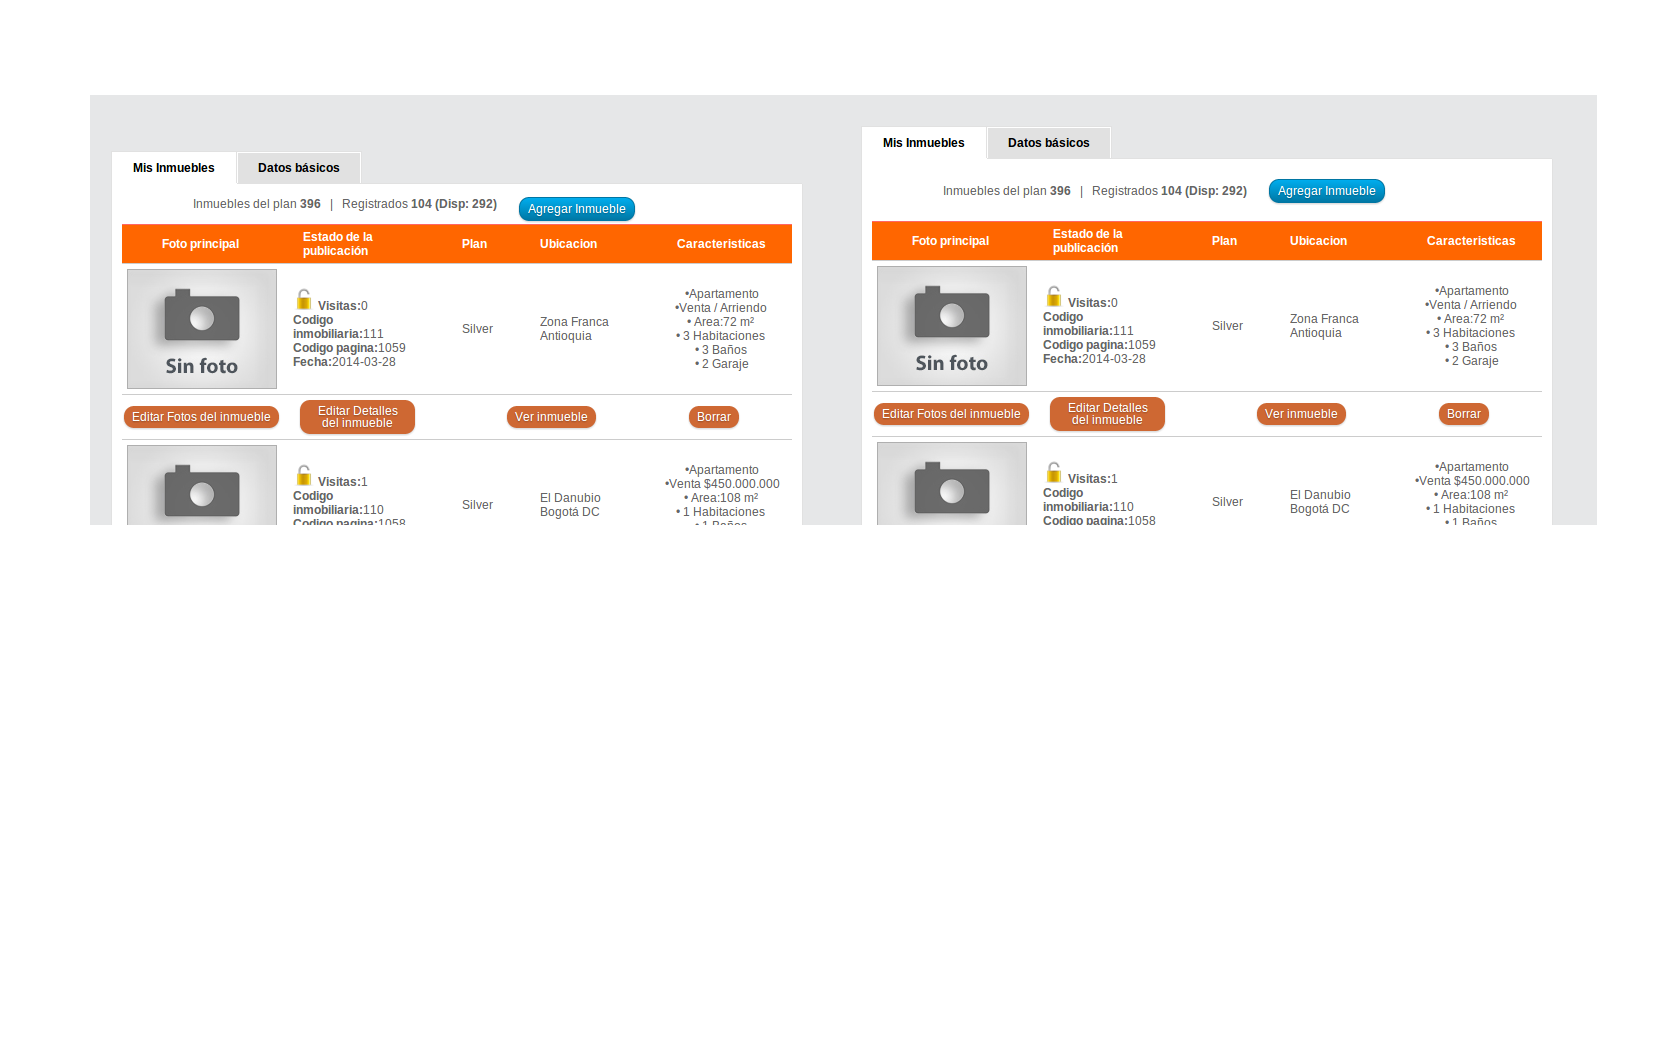 Mis Inmuebles Datos básicos
Inmuebles del plan 396 | Registrados 104 (Disp: 292) Agregar Inmueble
Foto principal Estado de la publicación Plan Ubicacion Caracteristicas
Sin foto
Visitas:0
Codigo
inmobiliaria:111
Codigo pagina:1059
Fecha:2014-03-28
Silver
Zona Franca
Antioquia
•Apartamento
•Venta / Arriendo
• Area:72 m²
• 3 Habitaciones
• 3 Baños
• 2 Garaje
Editar Fotos del inmueble
Editar Detalles
del inmueble
Ver inmueble
Borrar
Visitas:1
Codigo
inmobiliaria:110
Codigo pagina:1058
Silver
El Danubio
Bogotá DC
•Apartamento
•Venta $450.000.000
• Area:108 m²
• 1 Habitaciones
• 1 Baños
Mis Inmuebles Datos básicos
Inmuebles del plan 396 | Registrados 104 (Disp: 292) Agregar Inmueble
Foto principal Estado de la publicación Plan Ubicacion Caracteristicas
Sin foto
Visitas:0
Codigo
inmobiliaria:111
Codigo pagina:1059
Fecha:2014-03-28
Silver
Zona Franca
Antioquia
•Apartamento
•Venta / Arriendo
• Area:72 m²
• 3 Habitaciones
• 3 Baños
• 2 Garaje
Editar Fotos del inmueble
Editar Detalles
del inmueble
Ver inmueble
Borrar
Visitas:1
Codigo
inmobiliaria:110
Codigo pagina:1058
Silver
El Danubio
Bogotá DC
•Apartamento
•Venta $450.000.000
• Area:108 m²
• 1 Habitaciones
• 1 Baños